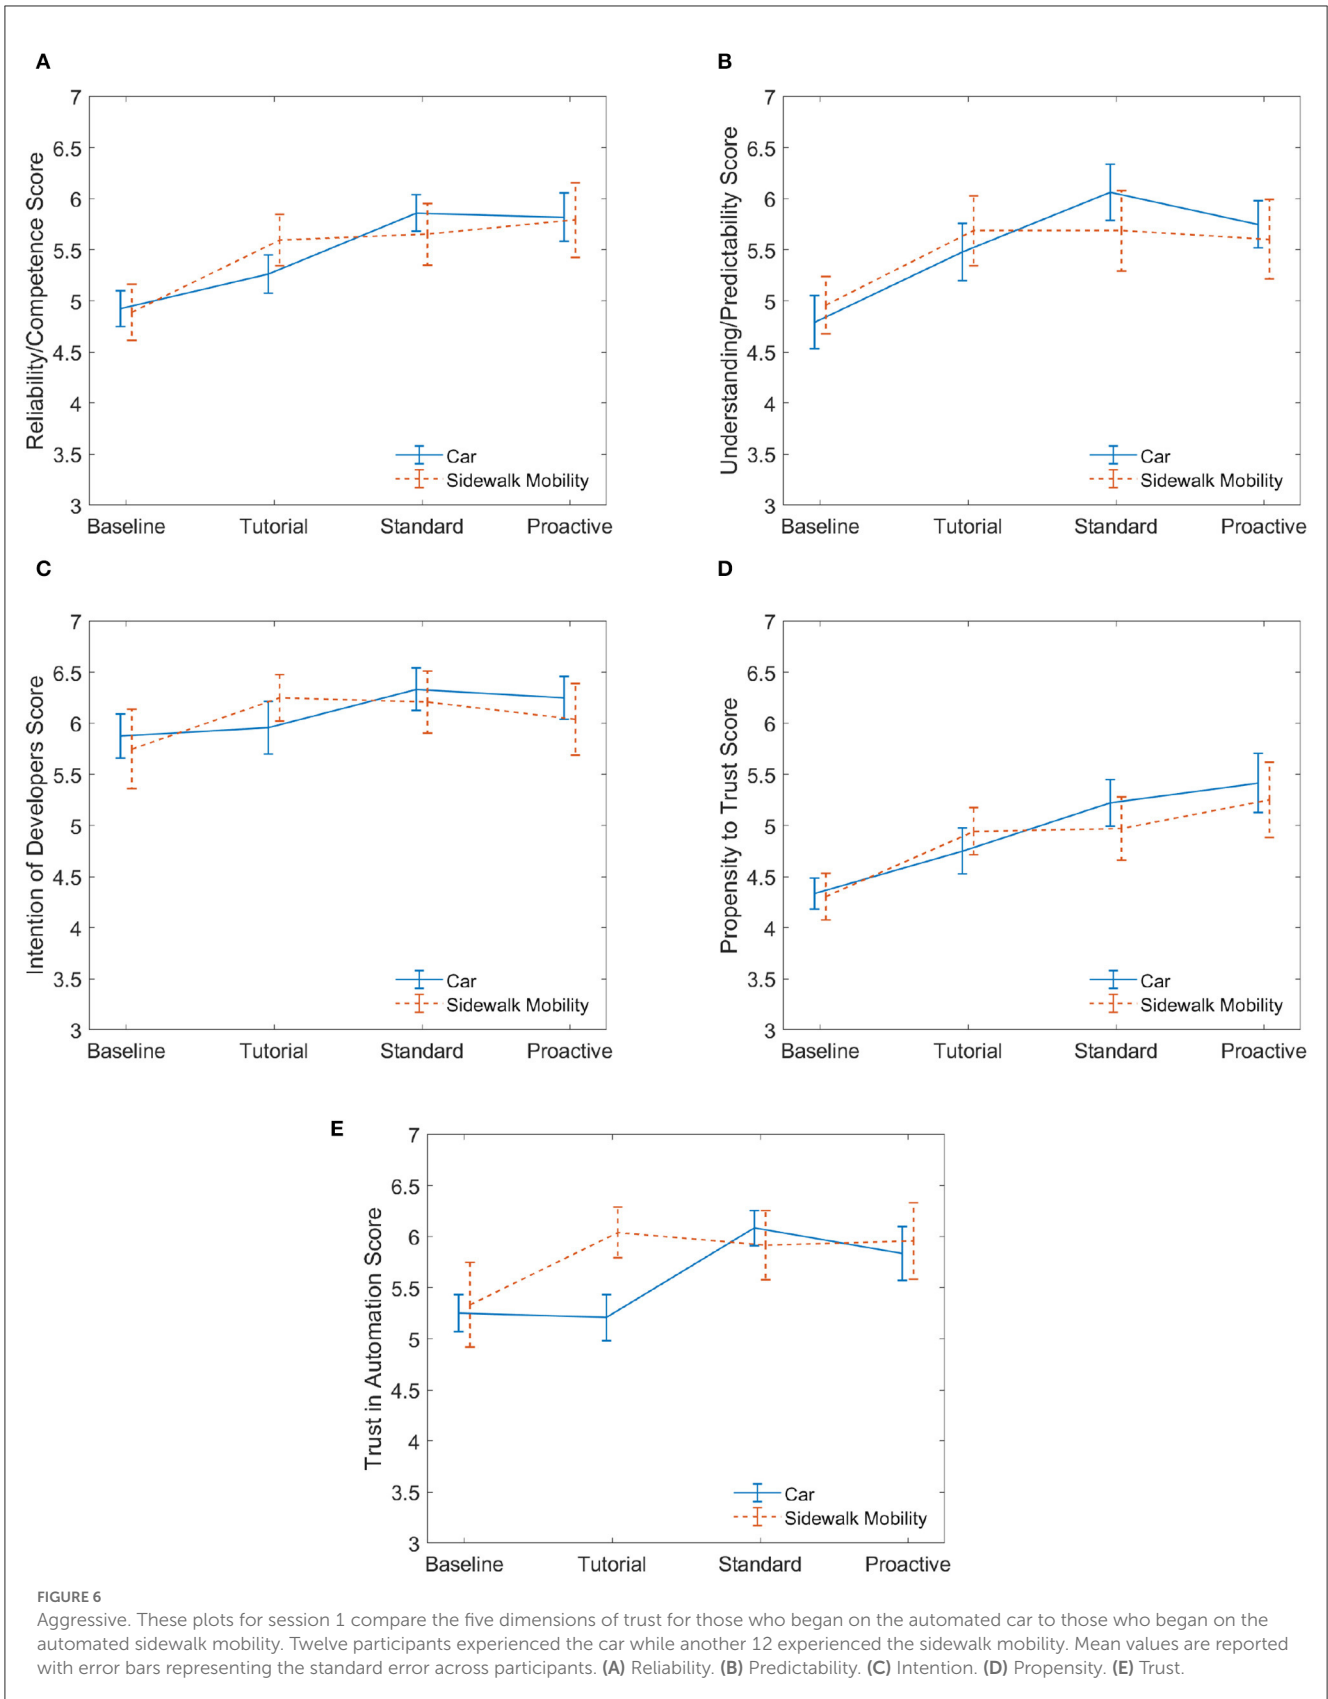 A
Reliability/Competence Score
7
6.5
6
5.5
5
4.5
4
3.5
3
Baseline Tutorial Standard Proactive
Car
Sidewalk Mobility
B
Understanding/Predictability Score
7
6.5
6
5.5
5
4.5
4
3.5
3
Baseline Tutorial Standard Proactive
Car
Sidewalk Mobility
C
Intention of Developers Score
7
6.5
6
5.5
5
4.5
4
3.5
3
Baseline Tutorial Standard Proactive
Car
Sidewalk Mobility
D
Propensity to Trust Score
7
6.5
6
5.5
5
4.5
4
3.5
3
Baseline Tutorial Standard Proactive
Car
Sidewalk Mobility
E
Trust in Automation Score
7
6.5
6
5.5
5
4.5
4
3.5
3
Baseline Tutorial Standard Proactive
Car
Sidewalk Mobility
FIGURE 6
Aggressive. These plots for session 1 compare the five dimensions of trust for those who began on the automated car to those who began on the
automated sidewalk mobility. Twelve participants experienced the car while another 12 experienced the sidewalk mobility. Mean values are reported
with error bars representing the standard error across participants. (A) Reliability. (B) Predictability. (C) Intention. (D) Propensity. (E) Trust.